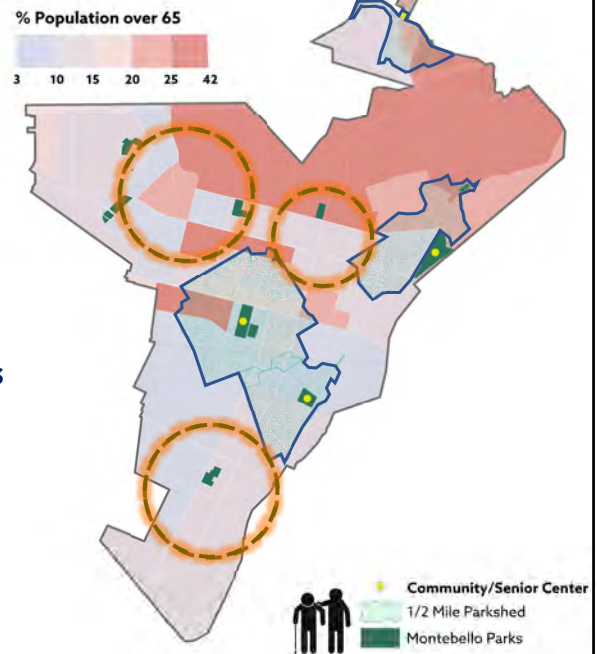 % Population over 65
3 10 15 20 25 42
s
Community/Senior Center
1/2 Mile Parkshed
Montebello Parks